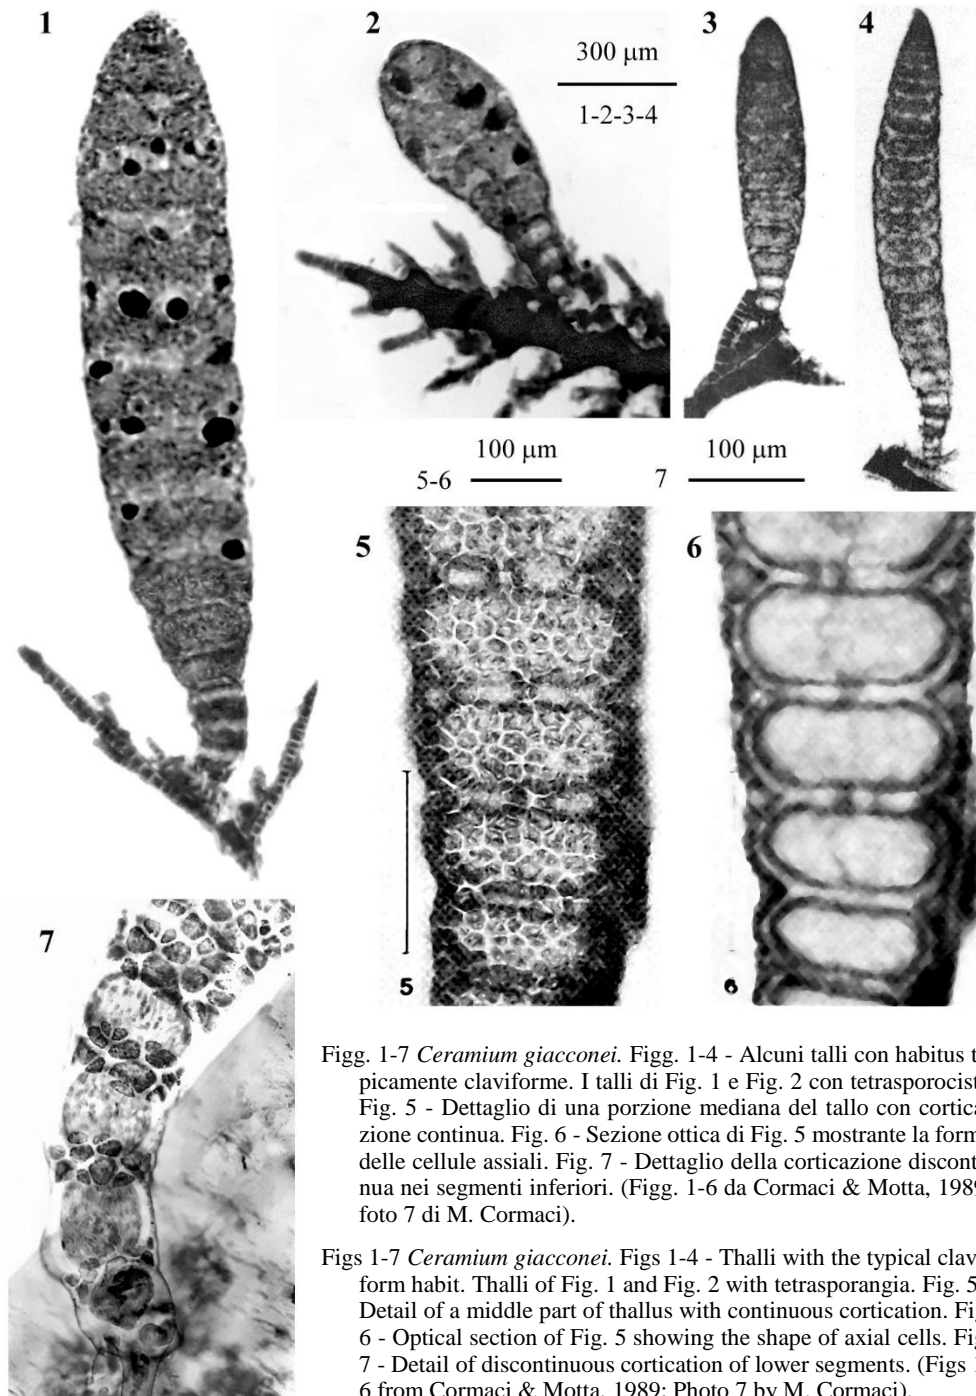 1
2
3
4
300 µm
1-2-3-4
100 µm
5-6
100 µm
7
5
6
5
6
7
Figg. 1-7 Ceramium giacconei. Figg. 1-4 - Alcuni talli con habitus t
picamente claviforme. I talli di Fig. 1 e Fig. 2 con tetrasporocist
Fig. 5 - Dettaglio di una porzione mediana del tallo con cortica
zione continua. Fig. 6 - Sezione ottica di Fig. 5 mostrante la form
delle cellule assiali. Fig. 7 - Dettaglio della corticazione discont
nua nei segmenti inferiori. (Figg. 1-6 da Cormaci & Motta, 1989
foto 7 di M. Cormaci).
Figs 1-7 Ceramium giacconei. Figs 1-4 - Thalli with the typical clav
form habit. Thalli of Fig. 1 and Fig. 2 with tetrasporangia. Fig. 5
Detail of a middle part of thallus with continuous cortication. Fig
6 - Optical section of Fig. 5 showing the shape of axial cells. Fig
7 - Detail of discontinuous cortication of lower segments. (Figs 1
6 from Cormaci & Motta, 1989; Photo 7 by M. Cormaci).